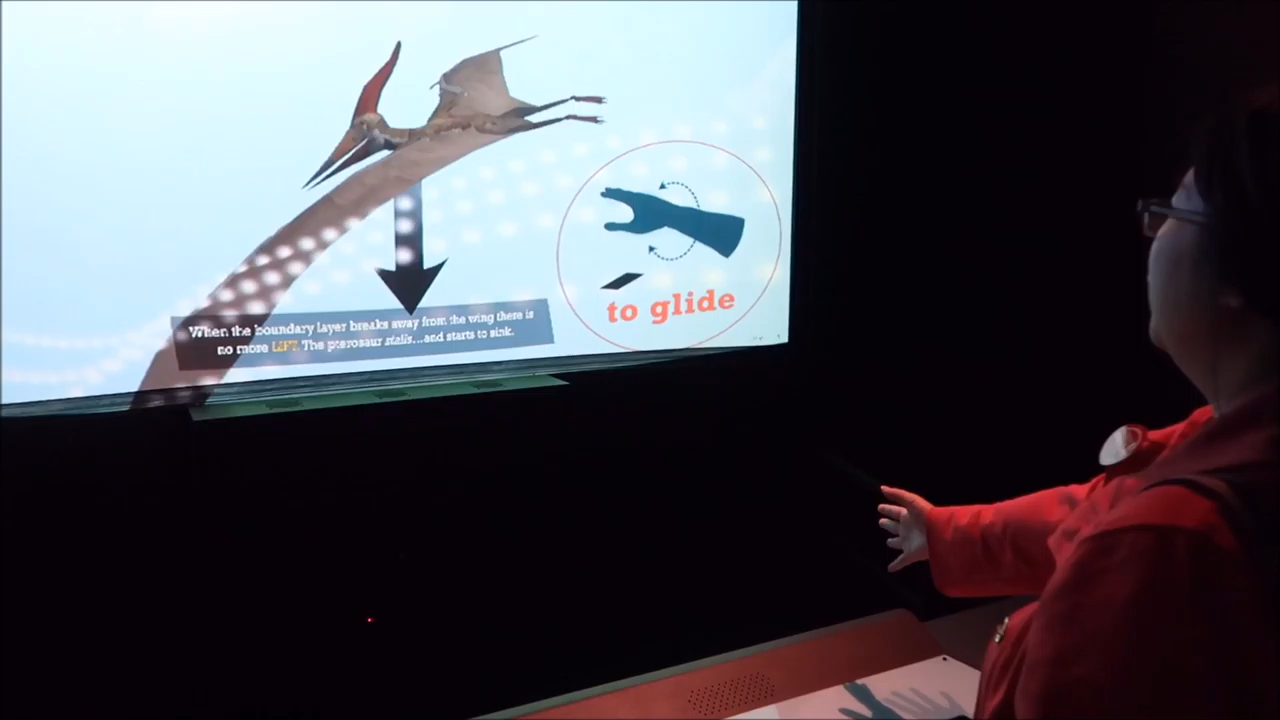 When the boundary layer breaks away from the wing there is
no more LIFT. The pterosaur stalls...and starts to sink.
to glide